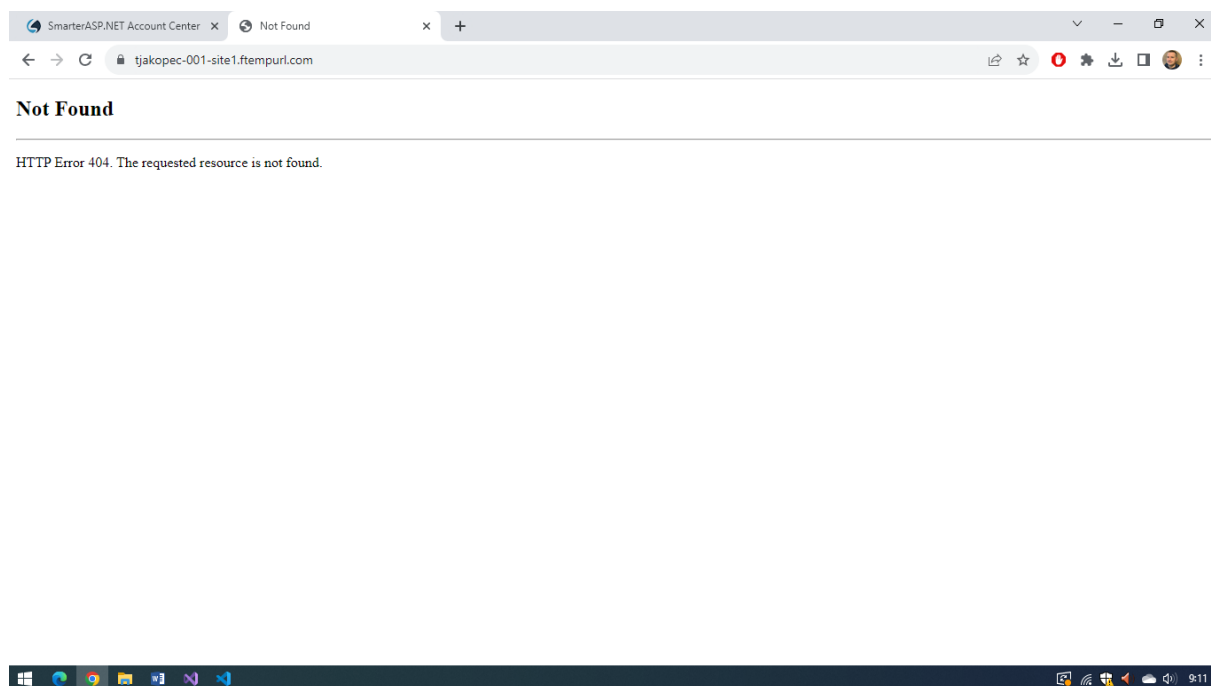 SmarterASP.NET Account Center
Not Found
tjakopec-001-site1.ftempurl.com
Not Found
HTTP Error 404. The requested resource is not found.
9:11